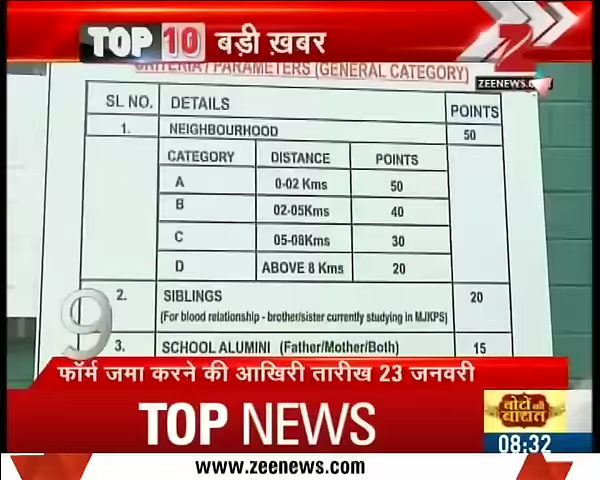 TOP 10 बड़ी ख़बर
CRITERIA / PARAMETERS (GENERAL CATEGORY)
ZEENEWS.COM
SL NO. DETAILS POINTS
1. NEIGHBOURHOOD 50
CATEGORY DISTANCE POINTS
A 0-02 Kms 50
B 02-05Kms 40
C 05-08Kms 30
D ABOVE 8 Kms 20
2. SIBLINGS 20
(For blood relationship - brother/sister currently studying in MJKPS)
9
3. SCHOOL ALUMINI (Father/Mother/Both) 15
फॉर्म जमा करने की आखिरी तारीख 23 जनवरी
TOP NEWS
वोटों की
बारात
08:32
www.zeenews.com